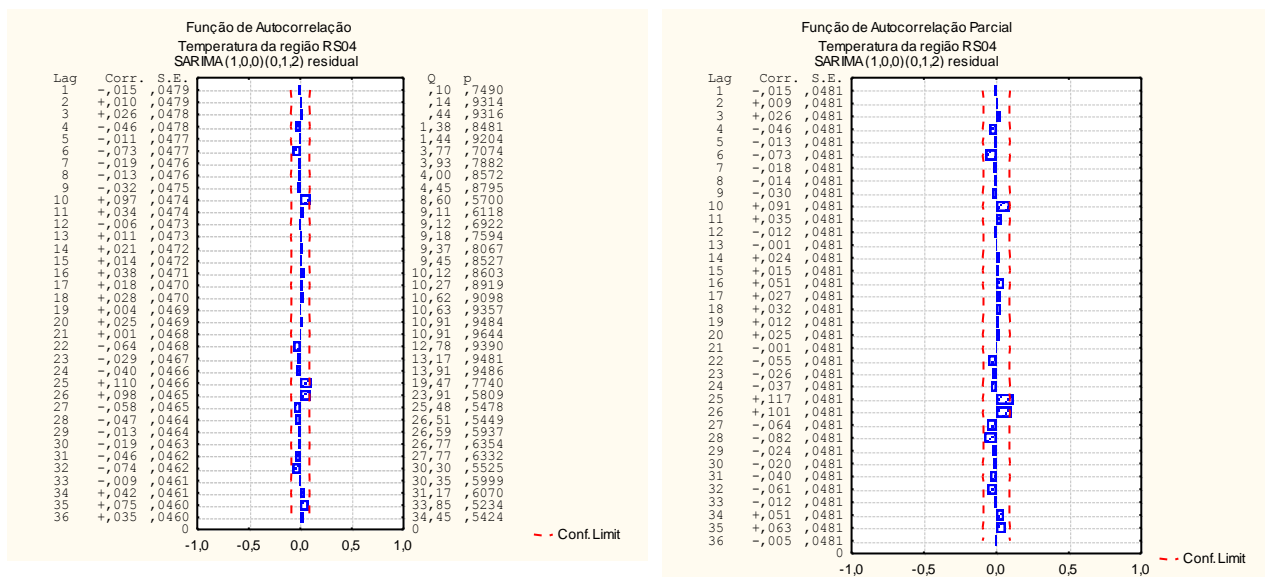 Função de Autocorrelação
Temperatura da região RS04
SARIMA(1,0,0)(0,1,2) residual
Lag Corr. S.E. Q p
1 -,015 ,0479 ,10 ,7490
2 +,010 ,0479 ,14 ,9314
3 +,026 ,0478 ,44 ,9316
4 -,046 ,0478 1,38 ,8481
5 -,011 ,0477 1,44 ,9204
6 -,073 ,0477 3,77 ,7074
7 -,019 ,0476 3,93 ,7882
8 -,013 ,0476 4,00 ,8572
9 -,032 ,0475 4,45 ,8795
10 +,097 ,0474 8,60 ,5700
11 +,034 ,0474 9,11 ,6118
12 -,006 ,0473 9,12 ,6922
13 +,011 ,0473 9,18 ,7594
14 +,021 ,0472 9,37 ,8067
15 +,014 ,0472 9,45 ,8527
16 +,038 ,0471 10,12 ,8603
17 +,018 ,0470 10,27 ,8919
18 +,028 ,0470 10,62 ,9098
19 +,004 ,0469 10,63 ,9357
20 +,025 ,0469 10,91 ,9484
21 +,001 ,0468 10,91 ,9644
22 -,064 ,0468 12,78 ,9390
23 -,029 ,0467 13,17 ,9481
24 -,040 ,0466 13,91 ,9486
25 +,110 ,0466 19,47 ,7740
26 +,098 ,0465 23,91 ,5809
27 -,058 ,0465 25,48 ,5478
28 -,047 ,0464 26,51 ,5449
29 -,013 ,0464 26,59 ,5937
30 -,019 ,0463 26,77 ,6354
31 -,046 ,0462 27,77 ,6332
32 -,074 ,0462 30,30 ,5525
33 -,009 ,0461 30,35 ,5999
34 +,042 ,0461 31,17 ,6070
35 +,075 ,0460 33,85 ,5234
36 +,035 ,0460 34,45 ,5424
0 0
-1,0 -0,5 0,0 0,5 1,0
Conf.Limit
Função de Autocorrelação Parcial
Temperatura da região RS04
SARIMA(1,0,0)(0,1,2) residual
Lag Corr. S.E.
1 -,015 ,0481
2 +,009 ,0481
3 +,026 ,0481
4 -,046 ,0481
5 -,013 ,0481
6 -,073 ,0481
7 -,018 ,0481
8 -,014 ,0481
9 -,030 ,0481
10 +,091 ,0481
11 +,035 ,0481
12 -,012 ,0481
13 -,001 ,0481
14 +,024 ,0481
15 +,015 ,0481
16 +,051 ,0481
17 +,027 ,0481
18 +,032 ,0481
19 +,012 ,0481
20 +,025 ,0481
21 -,001 ,0481
22 -,055 ,0481
23 -,026 ,0481
24 -,037 ,0481
25 +,117 ,0481
26 +,101 ,0481
27 -,064 ,0481
28 -,082 ,0481
29 -,024 ,0481
30 -,020 ,0481
31 -,040 ,0481
32 -,061 ,0481
33 -,012 ,0481
34 +,051 ,0481
35 +,063 ,0481
36 -,005 ,0481
0
-1,0 -0,5 0,0 0,5 1,0
Conf.Limit